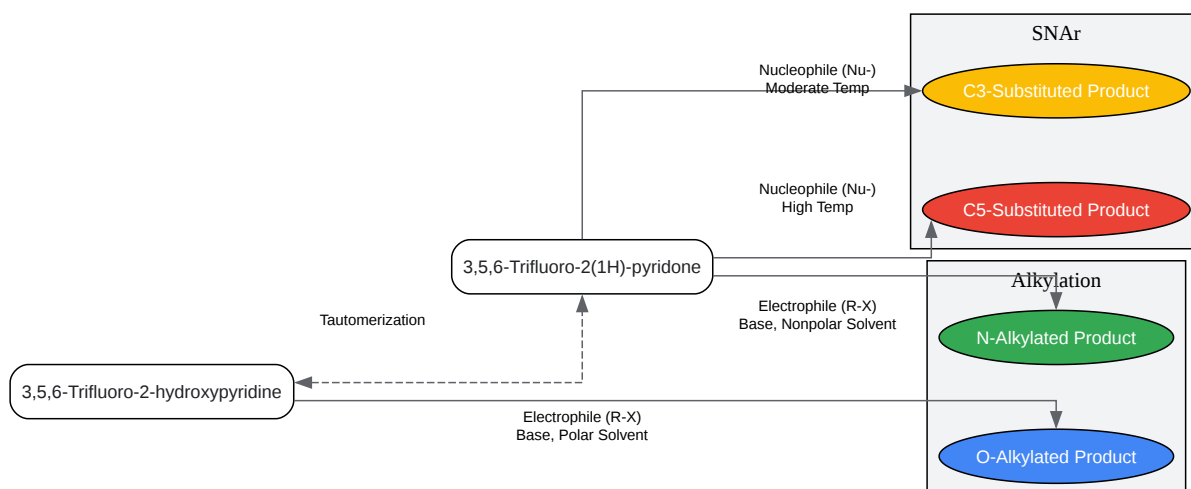 SNAr
Nucleophile (Nu-)
Moderate Temp
C3-Substituted Product
Nucleophile (Nu-)
High Temp
C5-Substituted Product
3,5,6-Trifluoro-2(1H)-pyridone
Alkylation
Electrophile (R-X)
Base, Nonpolar Solvent
Tautomerization
N-Alkylated Product
3,5,6-Trifluoro-2-hydroxypyridine
Electrophile (R-X)
Base, Polar Solvent
O-Alkylated Product